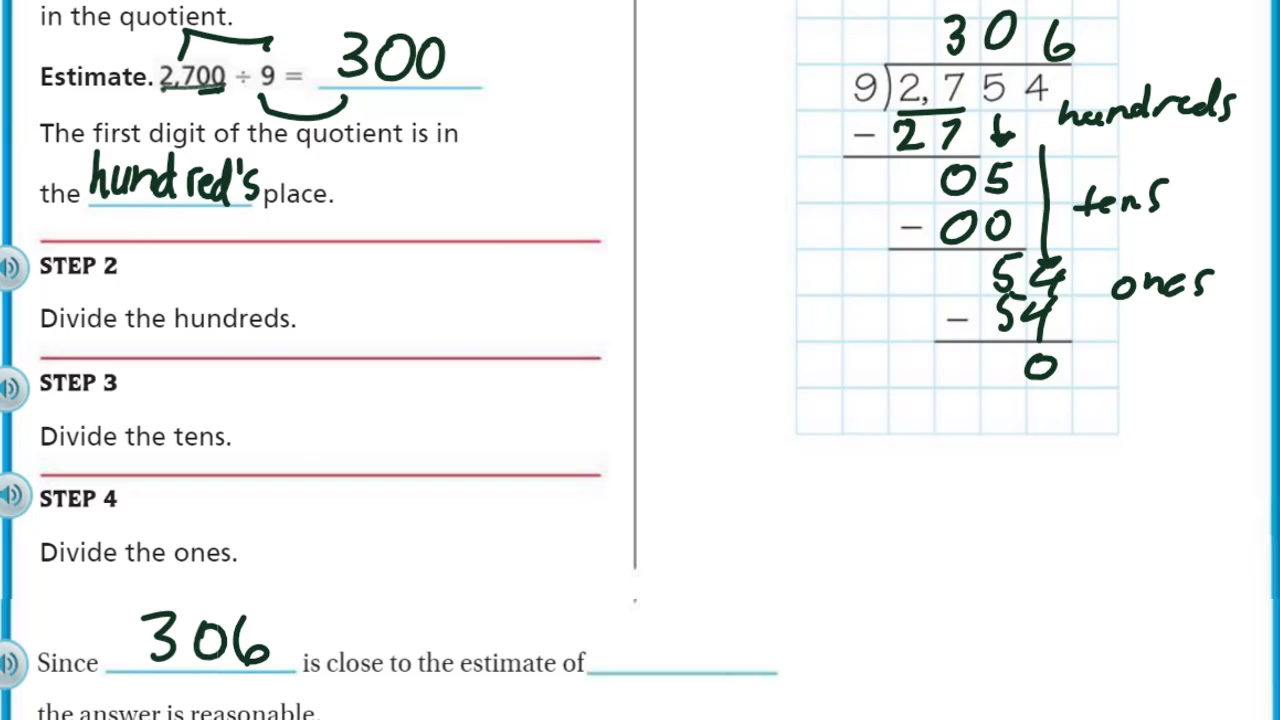 in the quotient.
Estimate. 2,700 ÷ 9 = 300
The first digit of the quotient is in
the hundred's place.
STEP 2
Divide the hundreds.
STEP 3
Divide the tens.
STEP 4
Divide the ones.
Since 306 is close to the estimate of
the answer is reasonable.
306
9)2,754
hundreds
- 27
05
tens
- 00
54
ones
- 54
0